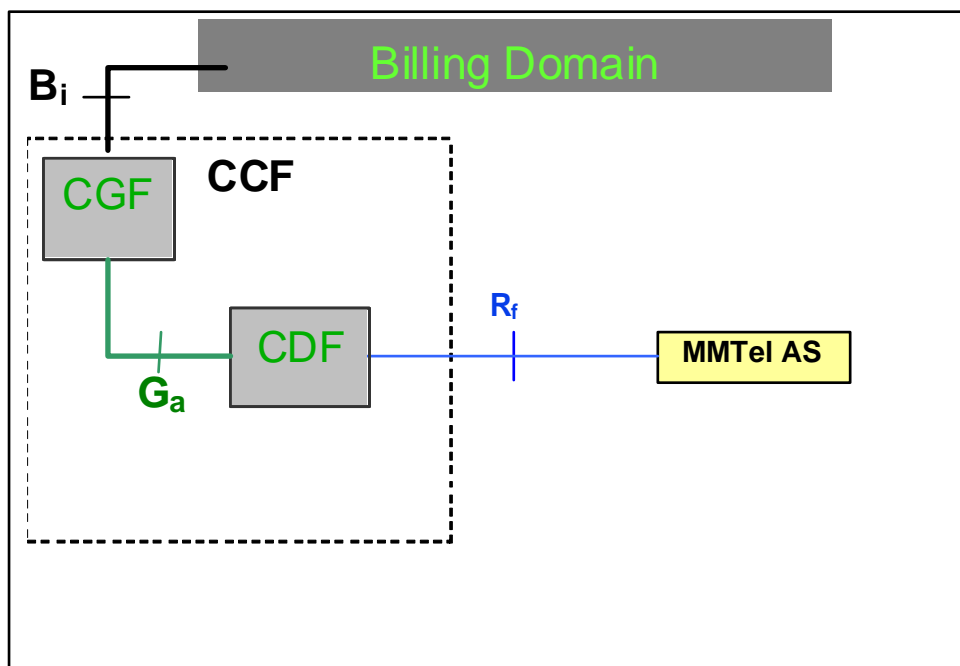 Billing Domain
Bi
CGF
CCF
Rf
CDF
MMTel AS
Ga